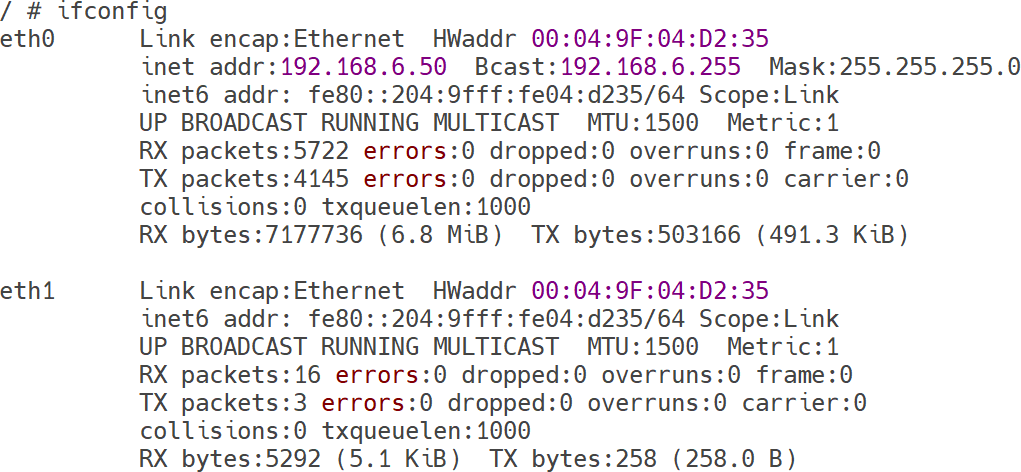 / # ifconfig
eth0      Link encap:Ethernet  HWaddr 00:04:9F:04:D2:35
          inet addr:192.168.6.50  Bcast:192.168.6.255  Mask:255.255.255.0
          inet6 addr: fe80::204:9fff:fe04:d235/64 Scope:Link
          UP BROADCAST RUNNING MULTICAST  MTU:1500  Metric:1
          RX packets:5722 errors:0 dropped:0 overruns:0 frame:0
          TX packets:4145 errors:0 dropped:0 overruns:0 carrier:0
          collisions:0 txqueuelen:1000
          RX bytes:7177736 (6.8 MiB)  TX bytes:503166 (491.3 KiB)

eth1      Link encap:Ethernet  HWaddr 00:04:9F:04:D2:35
          inet6 addr: fe80::204:9fff:fe04:d235/64 Scope:Link
          UP BROADCAST RUNNING MULTICAST  MTU:1500  Metric:1
          RX packets:16 errors:0 dropped:0 overruns:0 frame:0
          TX packets:3 errors:0 dropped:0 overruns:0 carrier:0
          collisions:0 txqueuelen:1000
          RX bytes:5292 (5.1 KiB)  TX bytes:258 (258.0 B)